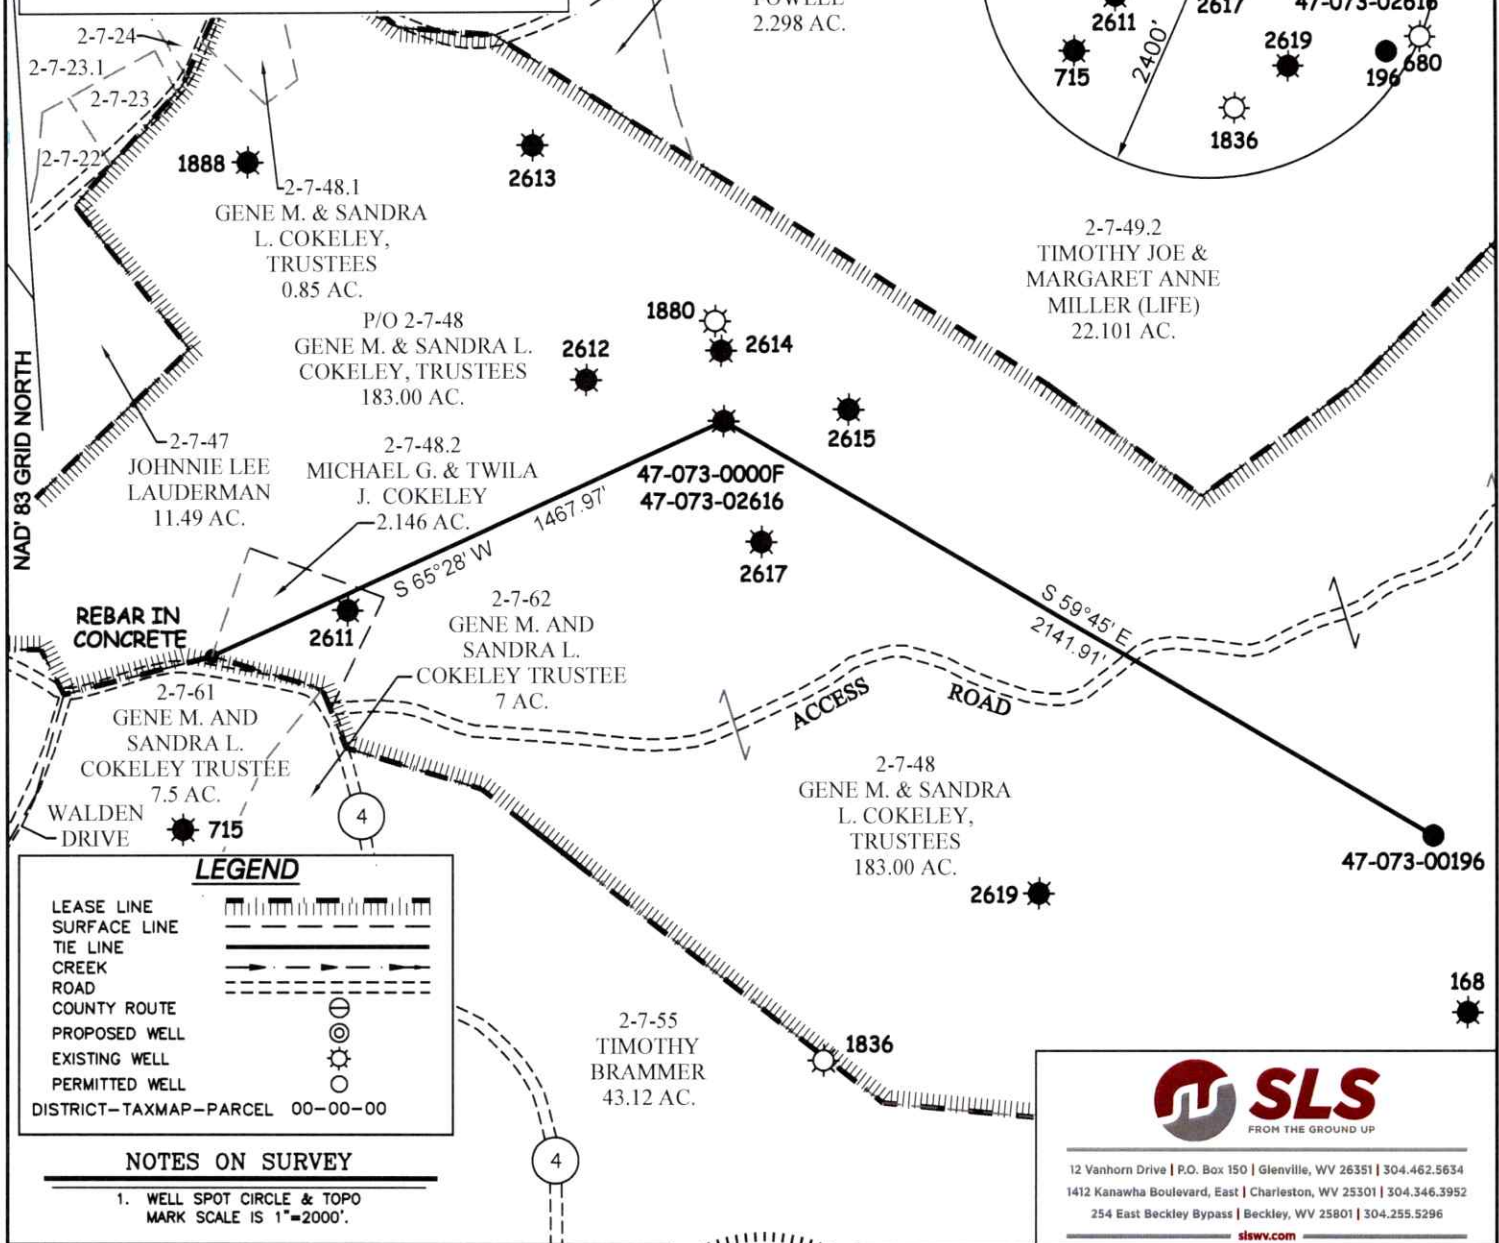 POWELL
2.298 AC.
2611
2617
47-073-02616
2400'
715
2619
196
680
1836
2-7-24
2-7-23.1
2-7-23
2-7-22
1888
2613
2-7-48.1
GENE M. & SANDRA
L. COKELEY,
TRUSTEES
0.85 AC.
2-7-49.2
TIMOTHY JOE &
MARGARET ANNE
MILLER (LIFE)
22.101 AC.
P/O 2-7-48
GENE M. & SANDRA L.
COKELEY, TRUSTEES
183.00 AC.
1880
2614
2612
2615
NAD' 83 GRID NORTH
2-7-47
JOHNNIE LEE
LAUDERMAN
11.49 AC.
2-7-48.2
MICHAEL G. & TWILA
J. COKELEY
2.146 AC.
47-073-0000F
47-073-02616
1467.97'
S 65°28' W
2617
REBAR IN
CONCRETE
2611
2-7-62
GENE M. AND
SANDRA L.
COKELEY TRUSTEE
7 AC.
S 59°45' E
2141.91'
ACCESS ROAD
2-7-61
GENE M. AND
SANDRA L.
COKELEY TRUSTEE
7.5 AC.
WALDEN
DRIVE
715
4
2-7-48
GENE M. & SANDRA
L. COKELEY,
TRUSTEES
183.00 AC.
47-073-00196
2619
168
LEGEND
LEASE LINE
SURFACE LINE
TIE LINE
CREEK
ROAD
COUNTY ROUTE
PROPOSED WELL
EXISTING WELL
PERMITTED WELL
DISTRICT-TAXMAP-PARCEL 00-00-00
2-7-55
TIMOTHY
BRAMMER
43.12 AC.
1836
4
NOTES ON SURVEY
1. WELL SPOT CIRCLE & TOPO
MARK SCALE IS 1"=2000'.
SLS
FROM THE GROUND UP
12 Vanhorn Drive | P.O. Box 150 | Glenville, WV 26351 | 304.462.5634
1412 Kanawha Boulevard, East | Charleston, WV 25301 | 304.346.3952
254 East Beckley Bypass | Beckley, WV 25801 | 304.255.5296
slswv.com